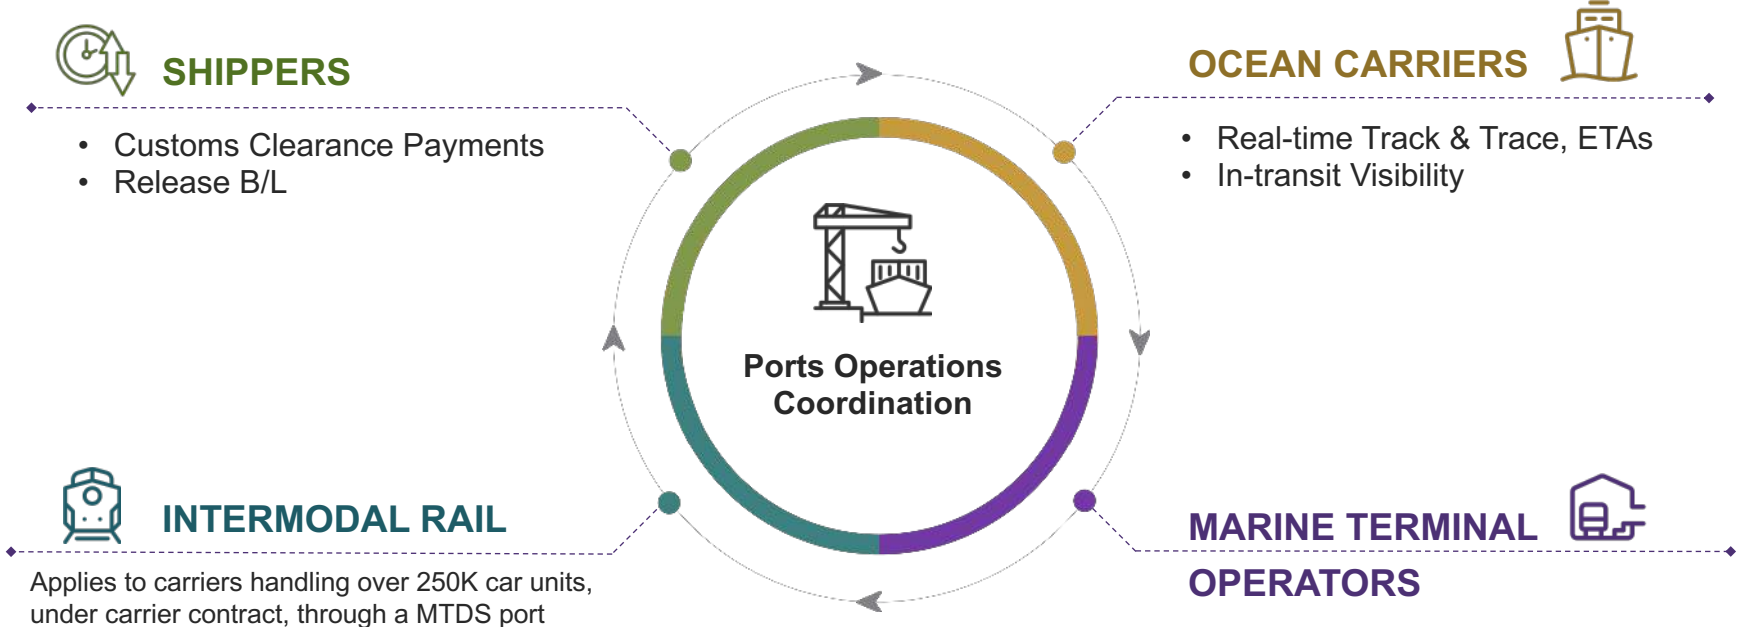 SHIPPERS
• Customs Clearance Payments
• Release B/L
OCEAN CARRIERS
• Real-time Track & Trace, ETAs
• In-transit Visibility
Ports Operations
Coordination
INTERMODAL RAIL
Applies to carriers handling over 250K car units,
under carrier contract, through a MTDS port
MARINE TERMINAL
OPERATORS